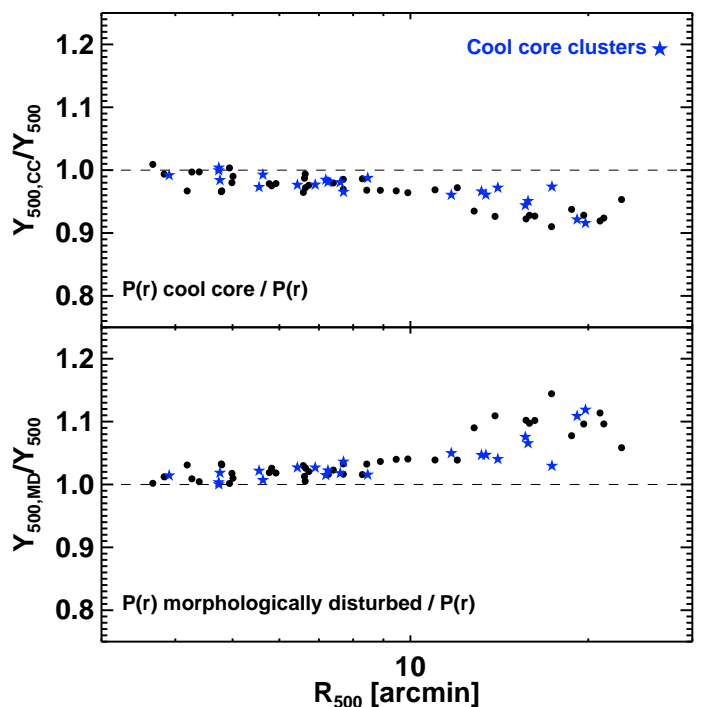 Cool core clusters
Y500,CC/Y500
1.2
1.1
1.0
0.9
0.8
P(r) cool core / P(r)
Y500,MD/Y500
1.2
1.1
1.0
0.9
0.8
P(r) morphologically disturbed / P(r)
10
R500 [arcmin]